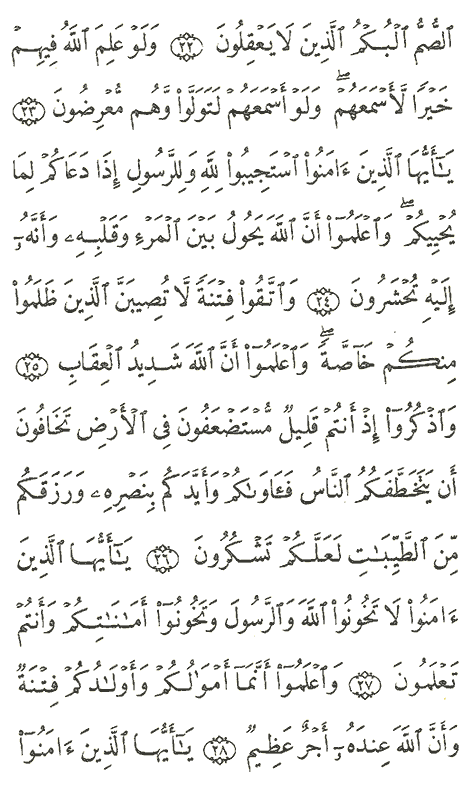 ٱلصُّمُّ ٱلۡبُكۡمُ ٱلَّذِينَ لَا يَعۡقِلُونَ ٢٢ وَلَوۡ عَلِمَ ٱللَّهُ فِيهِمۡ
خَيۡرٗا لَّأَسۡمَعَهُمۡۖ وَلَوۡ أَسۡمَعَهُمۡ لَتَوَلَّواْ وَّهُم مُّعۡرِضُونَ ٢٣
يَٰٓأَيُّهَا ٱلَّذِينَ ءَامَنُواْ ٱسۡتَجِيبُواْ لِلَّهِ وَلِلرَّسُولِ إِذَا دَعَاكُمۡ لِمَا
يُحۡيِيكُمۡۖ وَٱعۡلَمُوٓاْ أَنَّ ٱللَّهَ يَحُولُ بَيۡنَ ٱلۡمَرۡءِ وَقَلۡبِهِۦ وَأَنَّهُۥٓ
إِلَيۡهِ تُحۡشَرُونَ ٢٤ وَٱتَّقُواْ فِتۡنَةٗ لَّا تُصِيبَنَّ ٱلَّذِينَ ظَلَمُواْ
مِنكُمۡ خَآصَّةٗۖ وَٱعۡلَمُوٓاْ أَنَّ ٱللَّهَ شَدِيدُ ٱلۡعِقَابِ ٢٥
وَٱذۡكُرُوٓاْ إِذۡ أَنتُمۡ قَلِيلٞ مُّسۡتَضۡعَفُونَ فِي ٱلۡأَرۡضِ تَخَافُونَ
أَن يَتَخَطَّفَكُمُ ٱلنَّاسُ فَـَٔاوَىٰكُمۡ وَأَيَّدَكُم بِنَصۡرِهِۦ وَرَزَقَكُم
مِّنَ ٱلطَّيِّبَٰتِ لَعَلَّكُمۡ تَشۡكُرُونَ ٢٦ يَٰٓأَيُّهَا ٱلَّذِينَ
ءَامَنُواْ لَا تَخُونُواْ ٱللَّهَ وَٱلرَّسُولَ وَتَخُونُوٓاْ أَمَٰنَٰتِكُمۡ وَأَنتُمۡ
تَعۡلَمُونَ ٢٧ وَٱعۡلَمُوٓاْ أَنَّمَآ أَمۡوَٰلُكُمۡ وَأَوۡلَٰدُكُمۡ فِتۡنَةٞ
وَأَنَّ ٱللَّهَ عِندَهُۥٓ أَجۡرٌ عَظِيمٞ ٢٨ يَٰٓأَيُّهَا ٱلَّذِينَ ءَامَنُوٓاْ